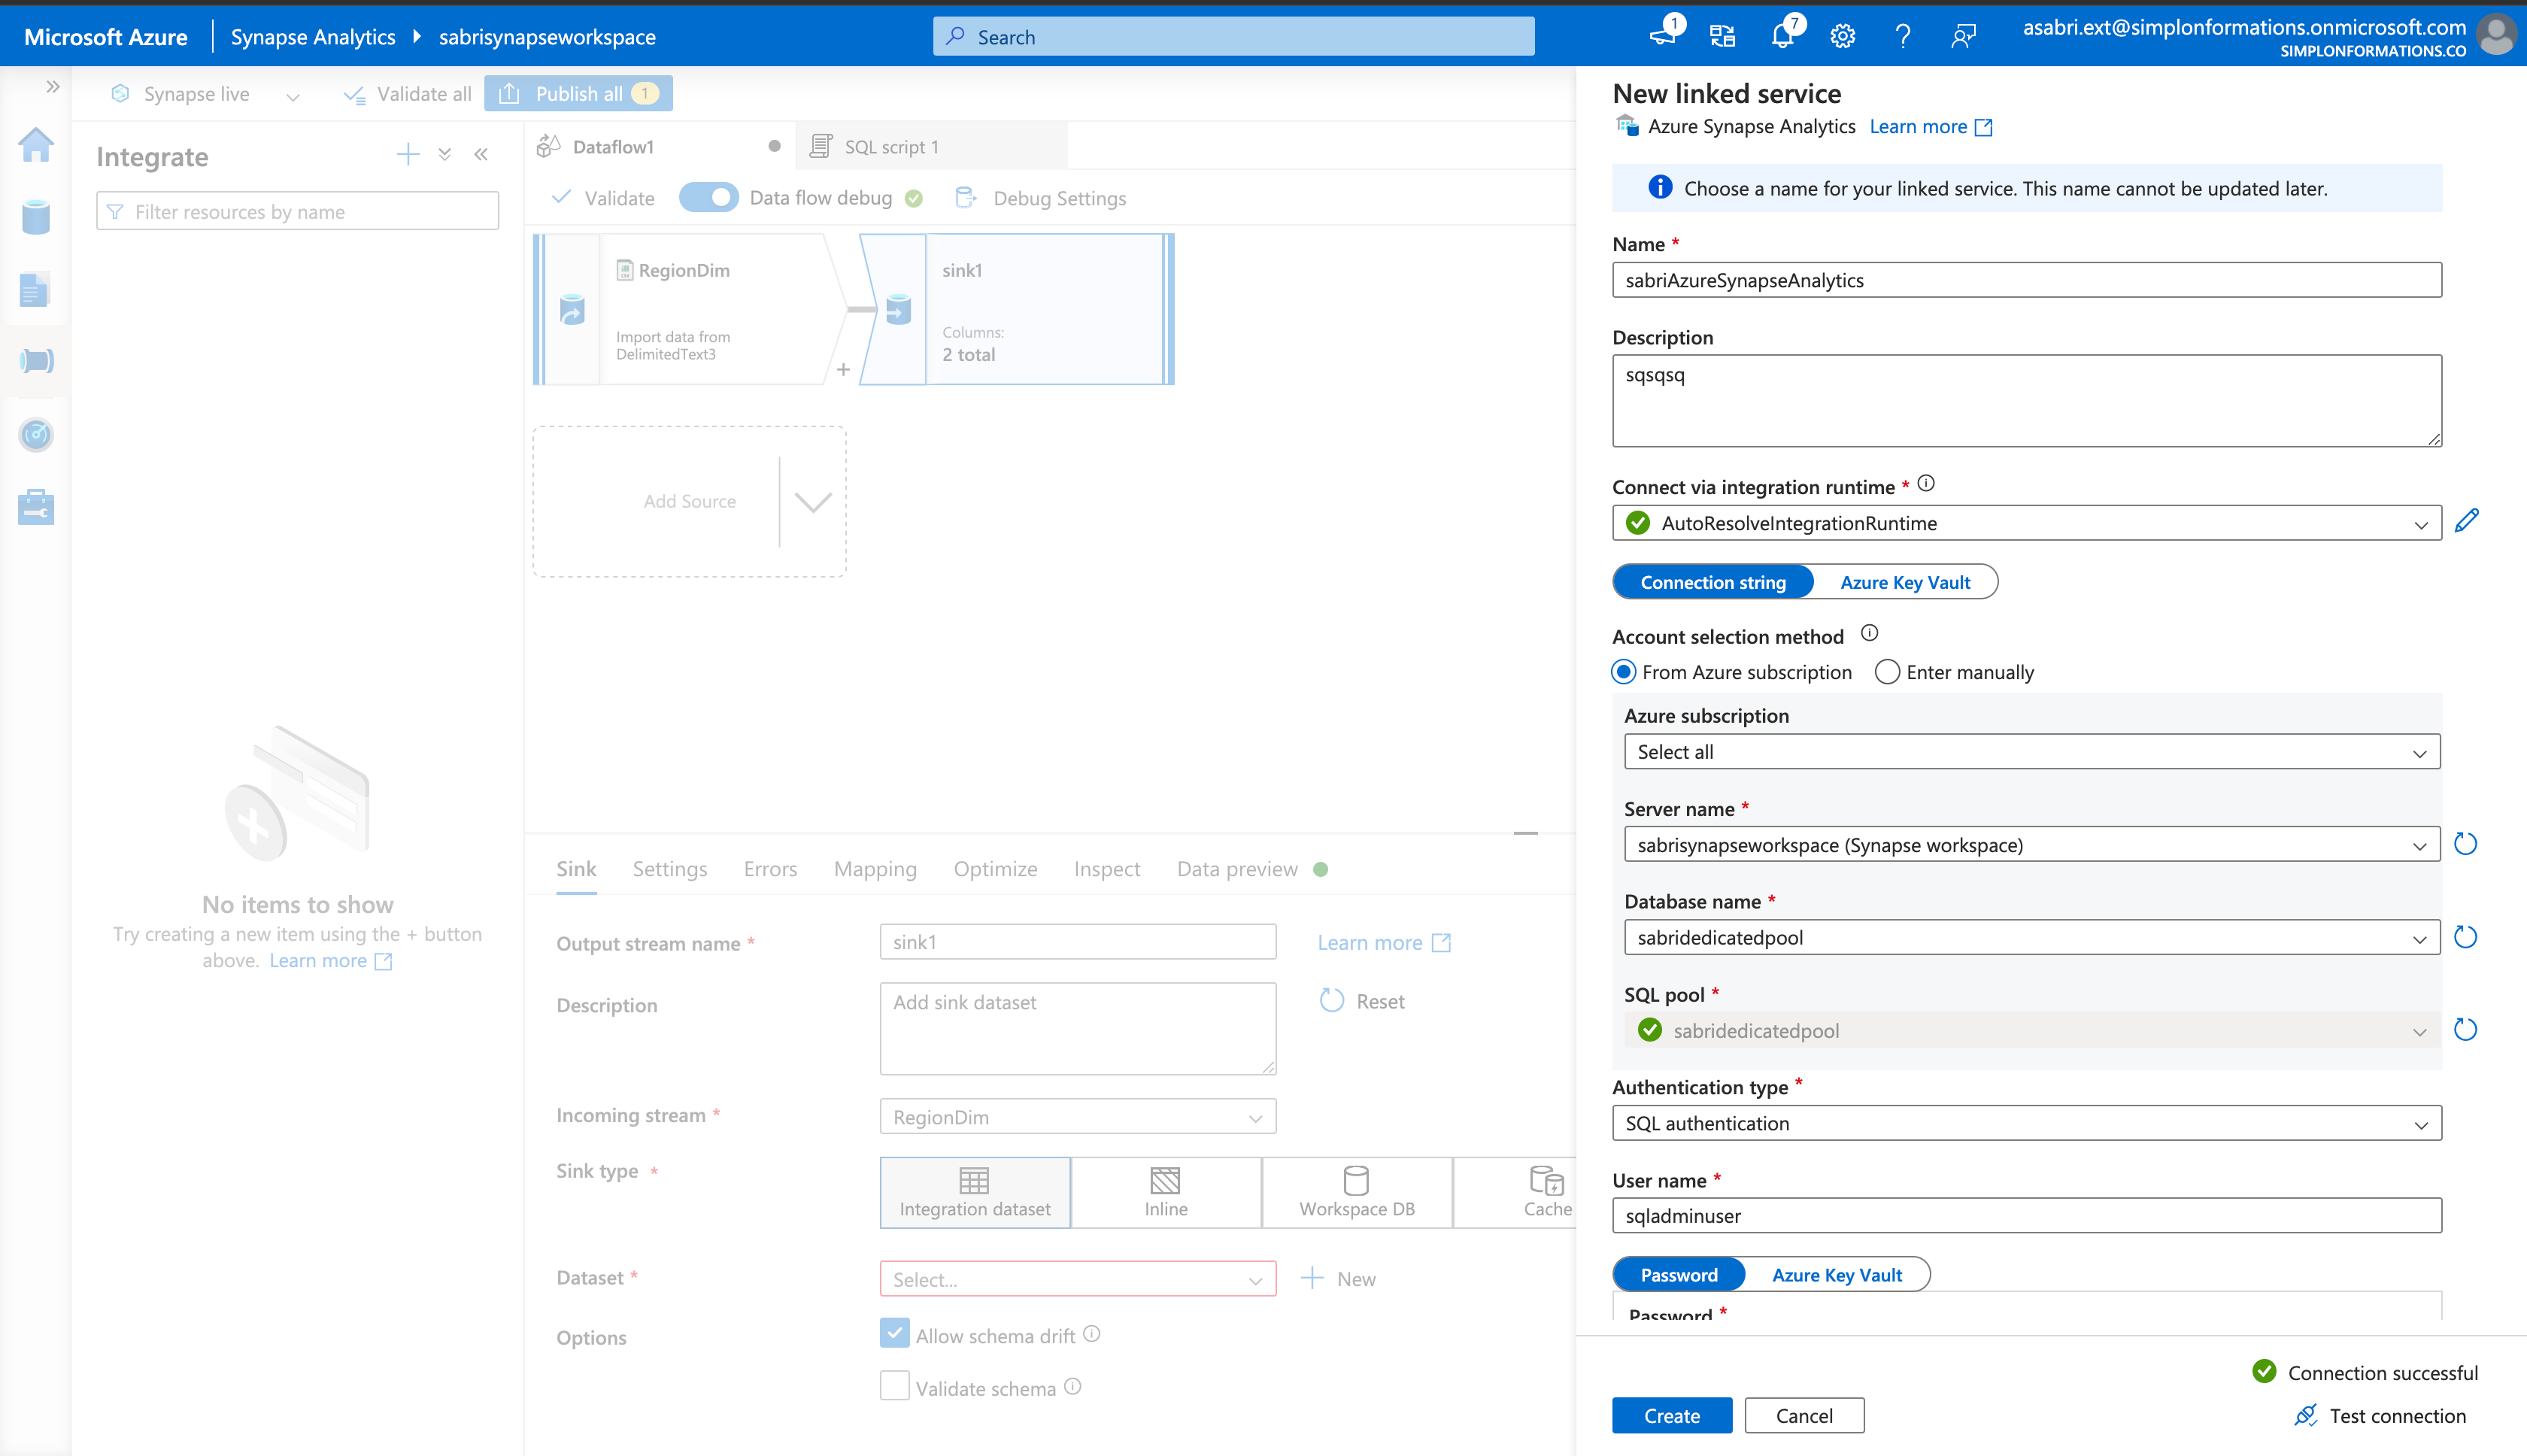 Microsoft Azure
Synapse Analytics
sabrisynapseworkspace
Search
1
7
asabri.ext@simplonformations.onmicrosoft.com
SIMPLONFORMATIONS.CO
Synapse live
Validate all
Publish all 1
Integrate
Filter resources by name
No items to show
Try creating a new item using the + button
above. Learn more
Dataflow1
SQL script 1
Validate
Data flow debug
Debug Settings
RegionDim
Import data from
DelimitedText3
+
sink1
Columns:
2 total
Add Source
Sink
Settings
Errors
Mapping
Optimize
Inspect
Data preview
Output stream name *
sink1
Learn more
Description
Add sink dataset
Reset
Incoming stream *
RegionDim
Sink type *
Integration dataset
Inline
Workspace DB
Cache
Dataset *
Select...
New
Options
Allow schema drift
Validate schema
New linked service
Azure Synapse Analytics Learn more
Choose a name for your linked service. This name cannot be updated later.
Name *
sabriAzureSynapseAnalytics
Description
sqsqsq
Connect via integration runtime *
AutoResolveIntegrationRuntime
Connection string
Azure Key Vault
Account selection method
From Azure subscription
Enter manually
Azure subscription
Select all
Server name *
sabrisynapseworkspace (Synapse workspace)
Database name *
sabridedicatedpool
SQL pool *
sabridedicatedpool
Authentication type *
SQL authentication
User name *
sqladminuser
Password
Azure Key Vault
Password *
Connection successful
Create
Cancel
Test connection